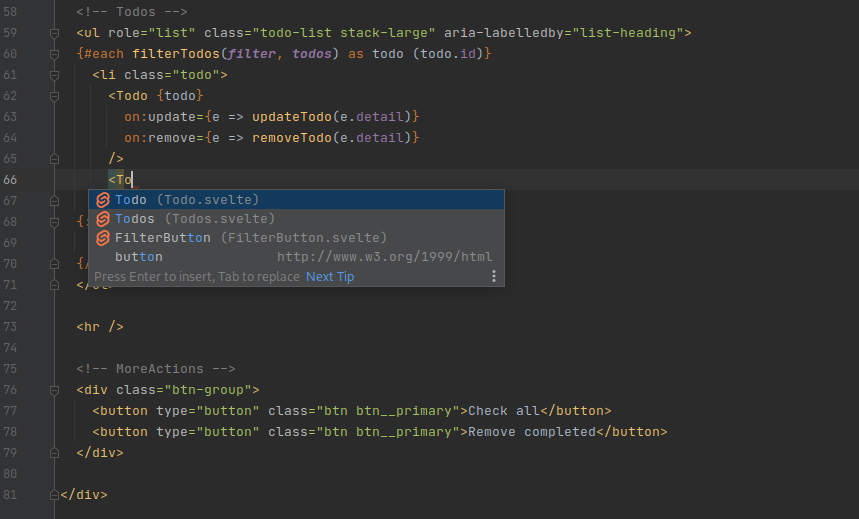 58 <!-- Todos -->
59 <ul role="list" class="todo-list stack-large" aria-labelledby="list-heading">
60 {#each filterTodos(filter, todos) as todo (todo.id)}
61 <li class="todo">
62 <Todo {todo}
63 on:update={e => updateTodo(e.detail)}
64 on:remove={e => removeTodo(e.detail)}
65 />
66 <To
67 Todo (Todo.svelte)
68 {: Todos (Todos.svelte)
69 FilterButton (FilterButton.svelte)
70 {/ button http://www.w3.org/1999/html
Press Enter to insert, Tab to replace Next Tip
71 </
72
73 <hr />
74
75 <!-- MoreActions -->
76 <div class="btn-group">
77 <button type="button" class="btn btn__primary">Check all</button>
78 <button type="button" class="btn btn__primary">Remove completed</button>
79 </div>
80
81 </div>